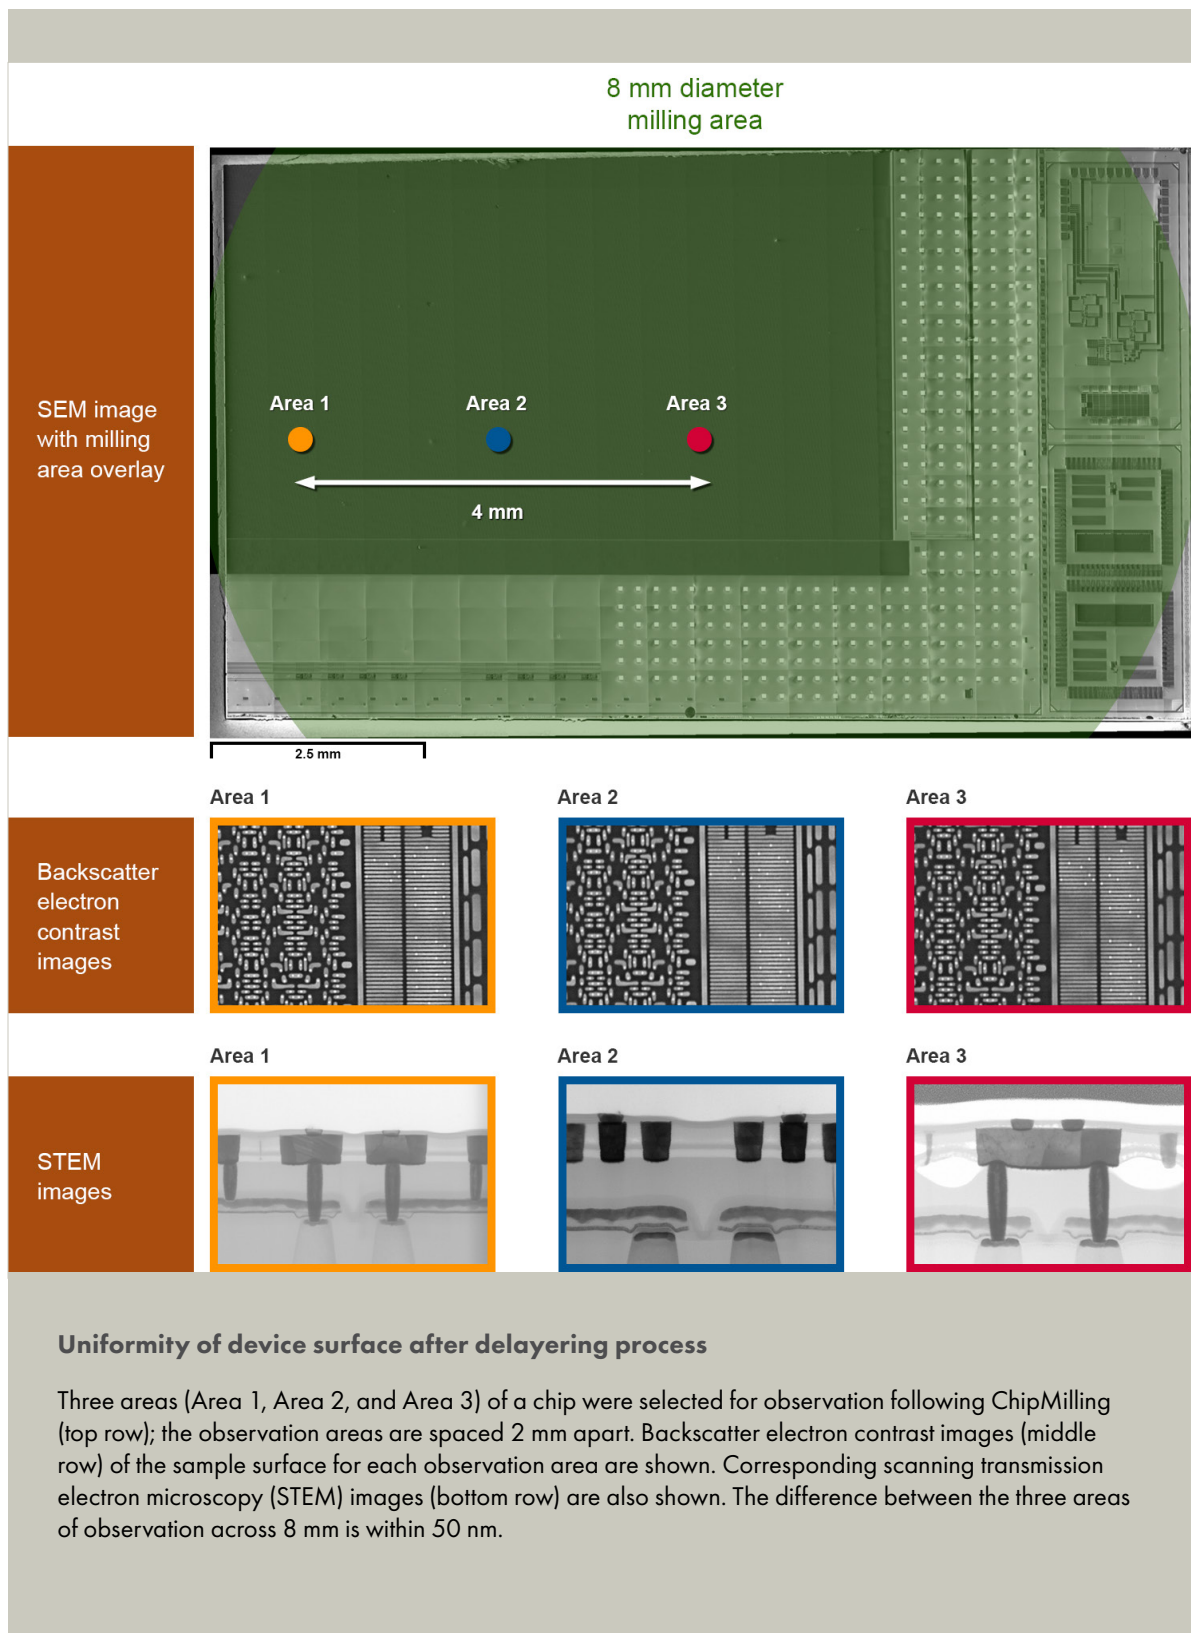 8 mm diameter
milling area
SEM image
with milling
area overlay
Area 1
Area 2
Area 3
4 mm
2.5 mm
Area 1
Area 2
Area 3
Backscatter
electron
contrast
images
Area 1
Area 2
Area 3
STEM
images
Uniformity of device surface after delayering process
Three areas (Area 1, Area 2, and Area 3) of a chip were selected for observation following ChipMilling
(top row); the observation areas are spaced 2 mm apart. Backscatter electron contrast images (middle
row) of the sample surface for each observation area are shown. Corresponding scanning transmission
electron microscopy (STEM) images (bottom row) are also shown. The difference between the three areas
of observation across 8 mm is within 50 nm.